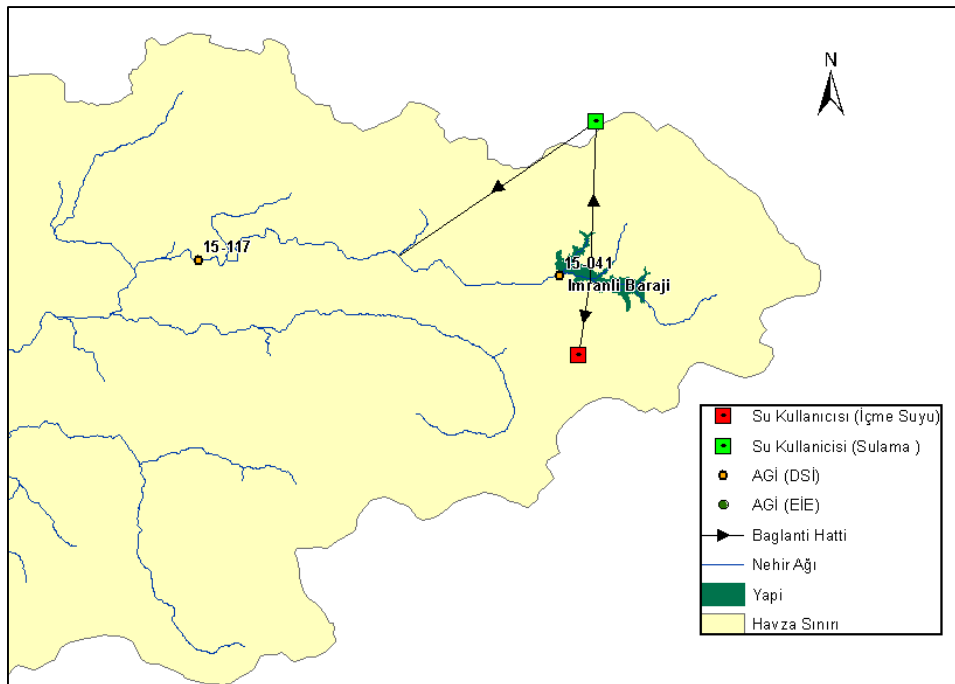 N
15-117
15-041
Imranli Baraji
Su Kullanıcısı (İçme Suyu)
Su Kullanicisi (Sulama )
AGİ (DSİ)
AGİ (EİE)
Baglanti Hatti
Nehir Ağı
Yapi
Havza Sınırı